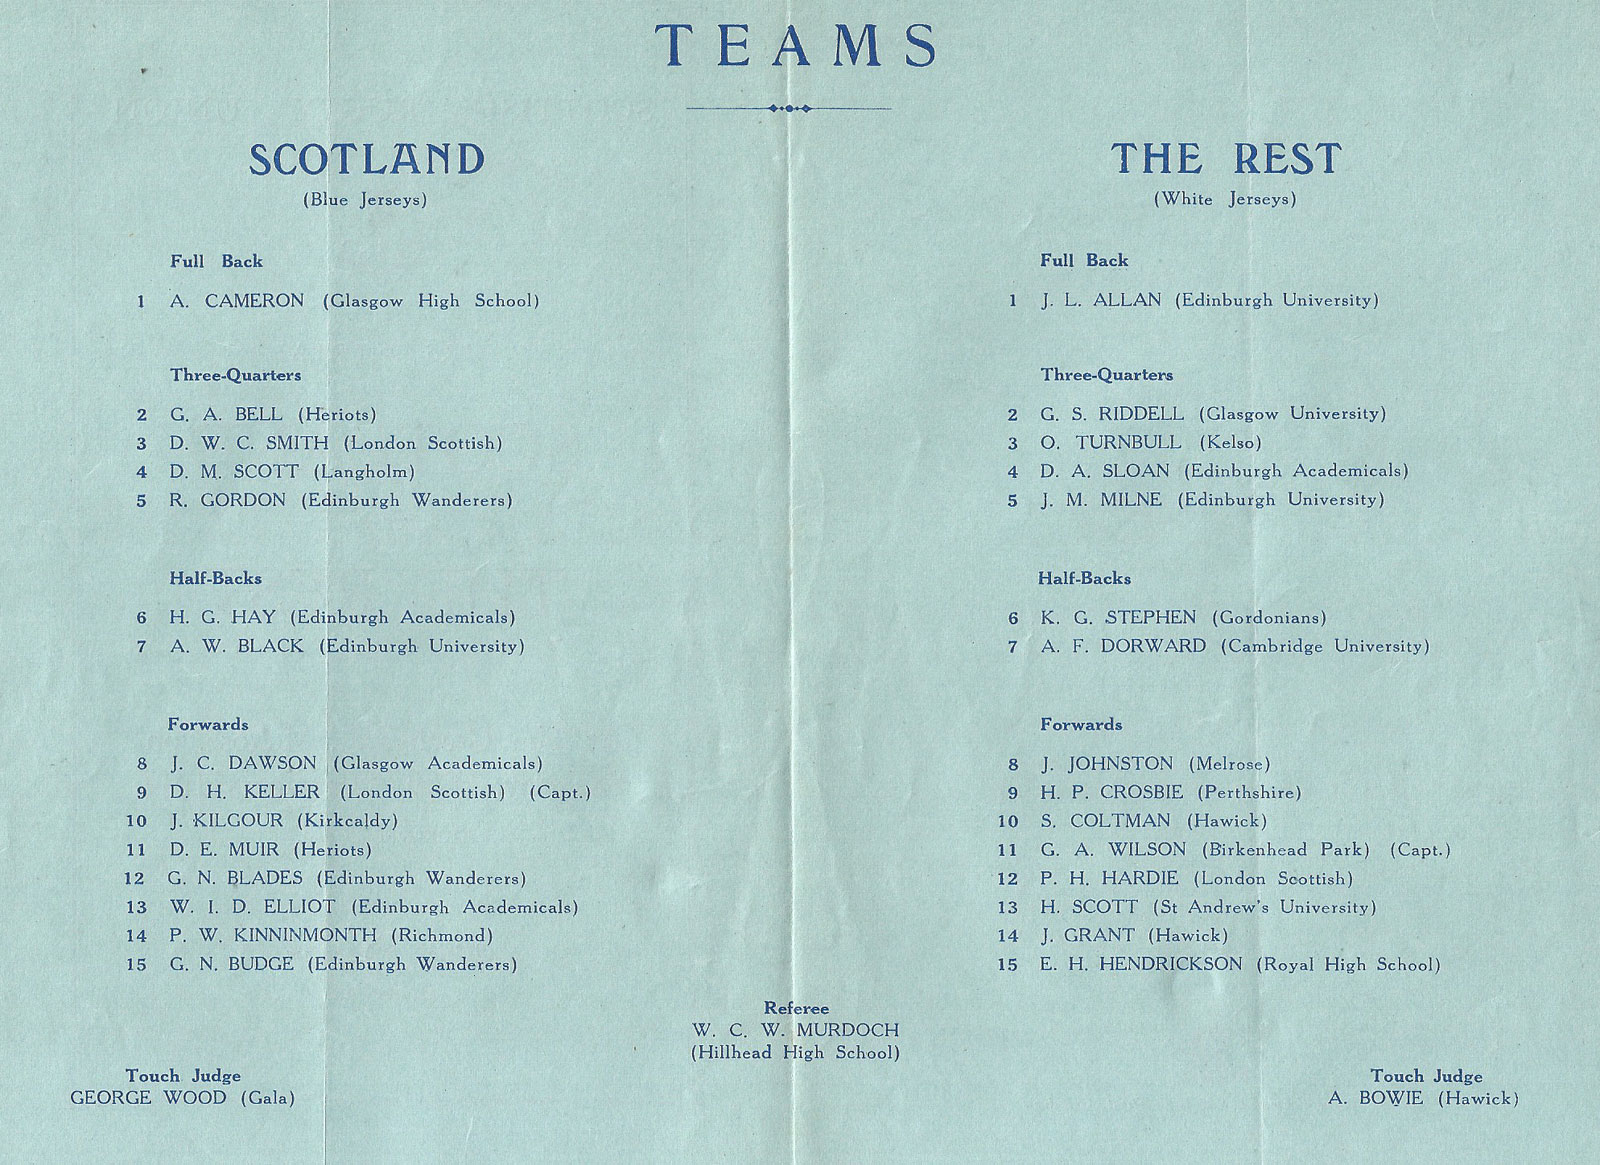 TEAMS
SCOTLAND
(Blue Jerseys)
Full Back
1 A. CAMERON (Glasgow High School)
Three-Quarters
2 G. A. BELL (Heriots)
3 D. W. C. SMITH (London Scottish)
4 D. M. SCOTT (Langholm)
5 R. GORDON (Edinburgh Wanderers)
Half-Backs
6 H. G. HAY (Edinburgh Academicals)
7 A. W. BLACK (Edinburgh University)
Forwards
8 J. C. DAWSON (Glasgow Academicals)
9 D. H. KELLER (London Scottish) (Capt.)
10 J. KILGOUR (Kirkcaldy)
11 D. E. MUIR (Heriots)
12 G. N. BLADES (Edinburgh Wanderers)
13 W. I. D. ELLIOT (Edinburgh Academicals)
14 P. W. KINNINMONTH (Richmond)
15 G. N. BUDGE (Edinburgh Wanderers)
THE REST
(White Jerseys)
Full Back
1 J. L. ALLAN (Edinburgh University)
Three-Quarters
2 G. S. RIDDELL (Glasgow University)
3 O. TURNBULL (Kelso)
4 D. A. SLOAN (Edinburgh Academicals)
5 J. M. MILNE (Edinburgh University)
Half-Backs
6 K. G. STEPHEN (Gordonians)
7 A. F. DORWARD (Cambridge University)
Forwards
8 J. JOHNSTON (Melrose)
9 H. P. CROSBIE (Perthshire)
10 S. COLTMAN (Hawick)
11 G. A. WILSON (Birkenhead Park) (Capt.)
12 P. H. HARDIE (London Scottish)
13 H. SCOTT (St Andrew's University)
14 J. GRANT (Hawick)
15 E. H. HENDRICKSON (Royal High School)
Referee
W. C. W. MURDOCH
(Hillhead High School)
Touch Judge
GEORGE WOOD (Gala)
Touch Judge
A. BOWIE (Hawick)